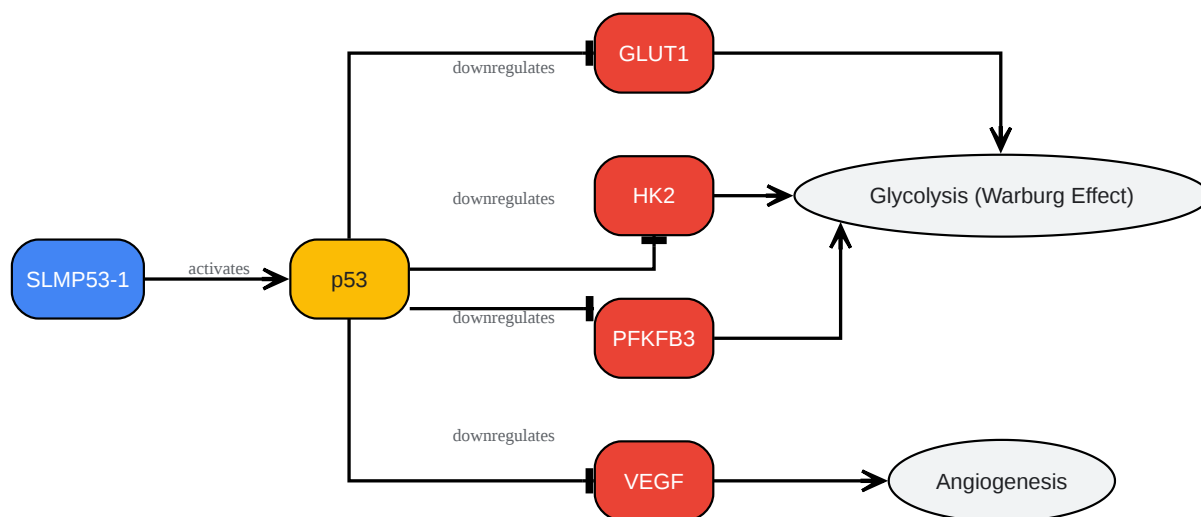 GLUT1
downregulates
HK2
downregulates
Glycolysis (Warburg Effect)
SLMP53-1
activates
p53
downregulates
PFKFB3
downregulates
VEGF
Angiogenesis